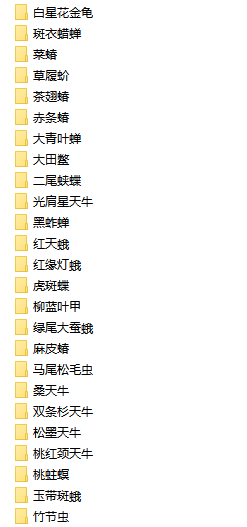 白星花金龟
斑衣蜡蝉
菜蝽
草履蚧
茶翅蝽
赤条蝽
大青叶蝉
大田鳖
二尾蛱蝶
光肩星天牛
黑蚱蝉
红天蛾
红缘灯蛾
虎斑蝶
柳蓝叶甲
绿尾大蚕蛾
麻皮蝽
马尾松毛虫
桑天牛
双条杉天牛
松墨天牛
桃红颈天牛
桃蛀螟
玉带斑蛾
竹节虫